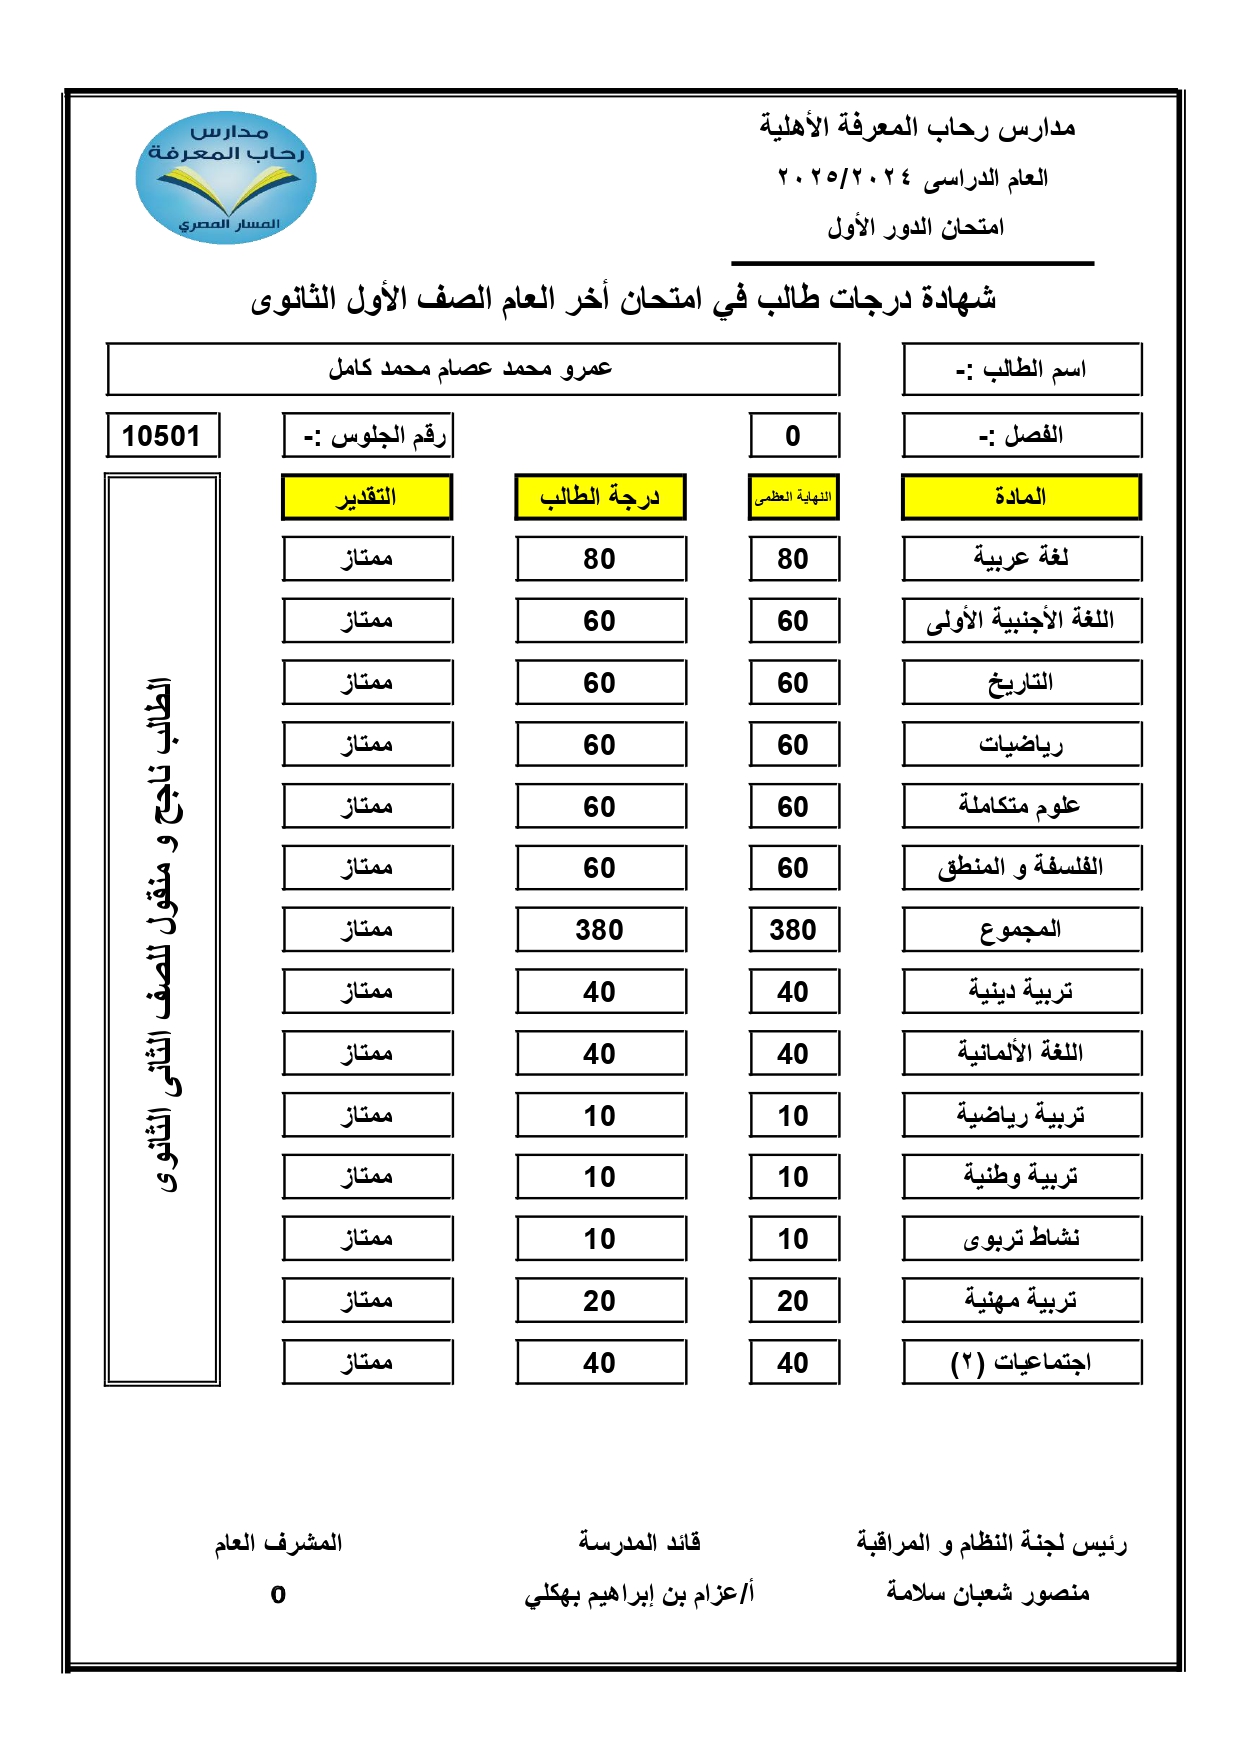 مدارس رحاب المعرفة الأهلية
العام الدراسى ٢٠٢٥/٢٠٢٤
امتحان الدور الأول
مدارس
رحاب المعرفة
المسار المصري
شهادة درجات طالب في امتحان أخر العام الصف الأول الثانوى
اسم الطالب :- عمرو محمد عصام محمد كامل
الفصل :- 0 رقم الجلوس :- 10501
المادة النهاية العظمى درجة الطالب التقدير
لغة عربية 80 80 ممتاز
اللغة الأجنبية الأولى 60 60 ممتاز
التاريخ 60 60 ممتاز
رياضيات 60 60 ممتاز
علوم متكاملة 60 60 ممتاز
الفلسفة و المنطق 60 60 ممتاز
المجموع 380 380 ممتاز
تربية دينية 40 40 ممتاز
اللغة الألمانية 40 40 ممتاز
تربية رياضية 10 10 ممتاز
تربية وطنية 10 10 ممتاز
نشاط تربوى 10 10 ممتاز
تربية مهنية 20 20 ممتاز
اجتماعيات (٢) 40 40 ممتاز
الطالب ناجح و منقول للصف الثانى الثانوى
رئيس لجنة النظام و المراقبة قائد المدرسة المشرف العام
منصور شعبان سلامة أ/عزام بن إبراهيم بهكلي 0